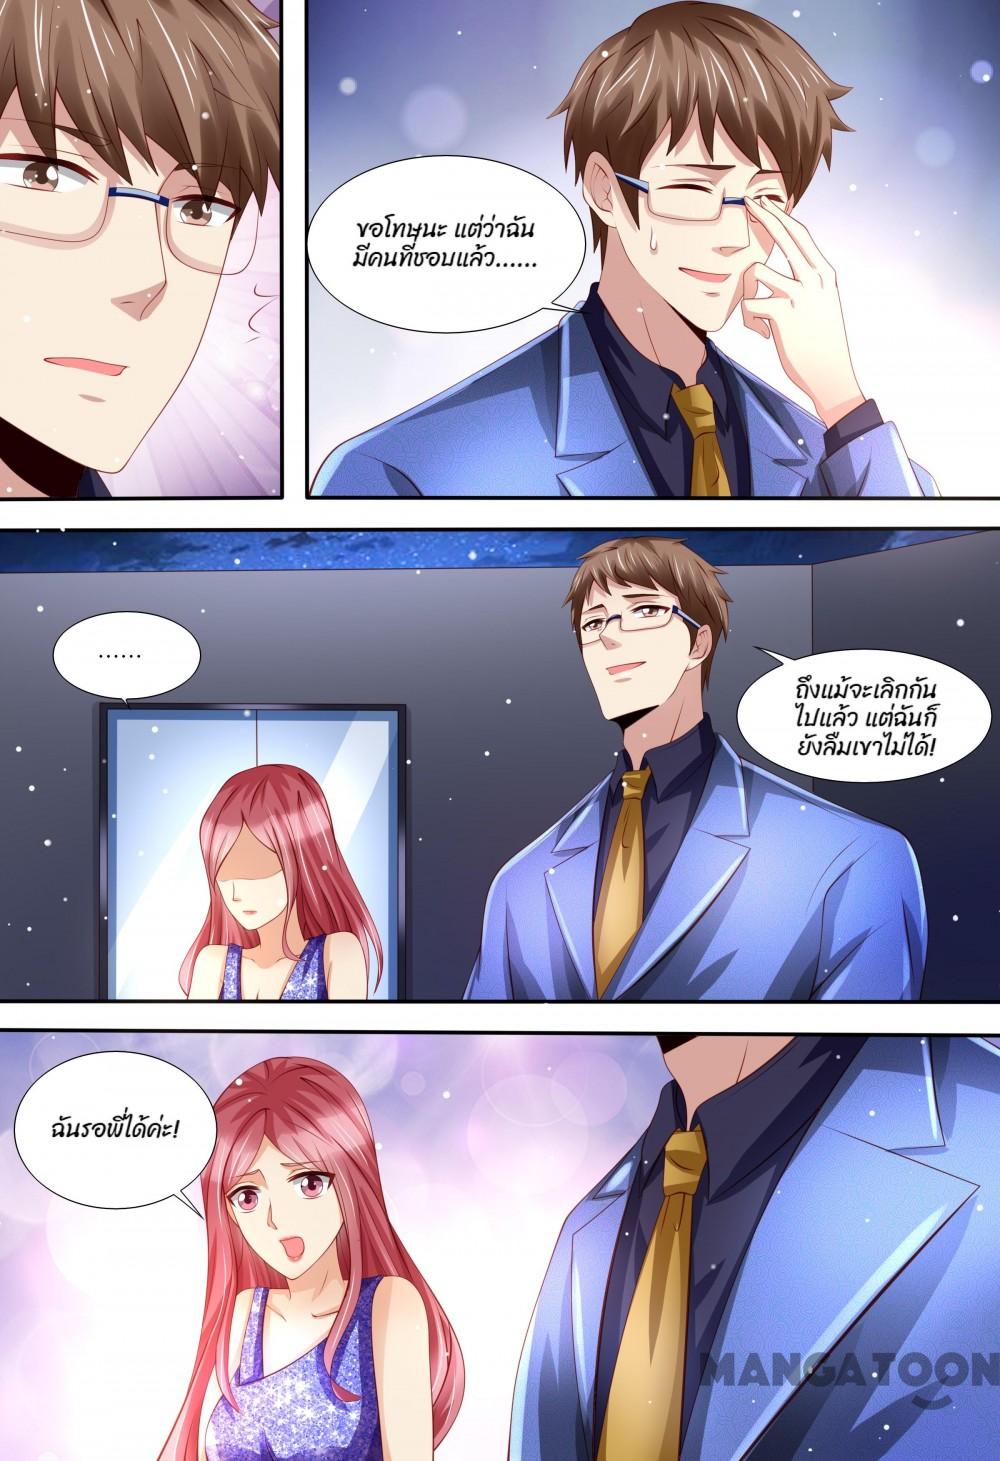 ขอโทษนะ แต่ว่าฉัน
มีคนที่ชอบแล้ว......
......
ถึงแม้จะเลิกกัน
ไปแล้ว แต่ฉันก็
ยังลืมเขาไม่ได้!
ฉันรอพี่ได้ค่ะ!
MANGATOON